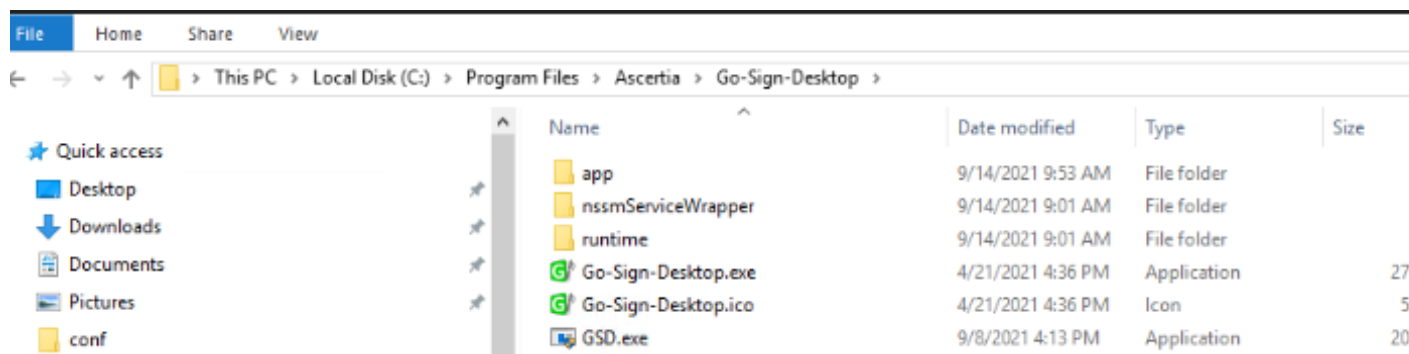 File Home Share View
This PC > Local Disk (C:) > Program Files > Ascertia > Go-Sign-Desktop >
Name Date modified Type Size
Quick access
Desktop
Downloads
Documents
Pictures
conf
app 9/14/2021 9:53 AM File folder
nssmServiceWrapper 9/14/2021 9:01 AM File folder
runtime 9/14/2021 9:01 AM File folder
Go-Sign-Desktop.exe 4/21/2021 4:36 PM Application 27
Go-Sign-Desktop.ico 4/21/2021 4:36 PM Icon 5
GSD.exe 9/8/2021 4:13 PM Application 20